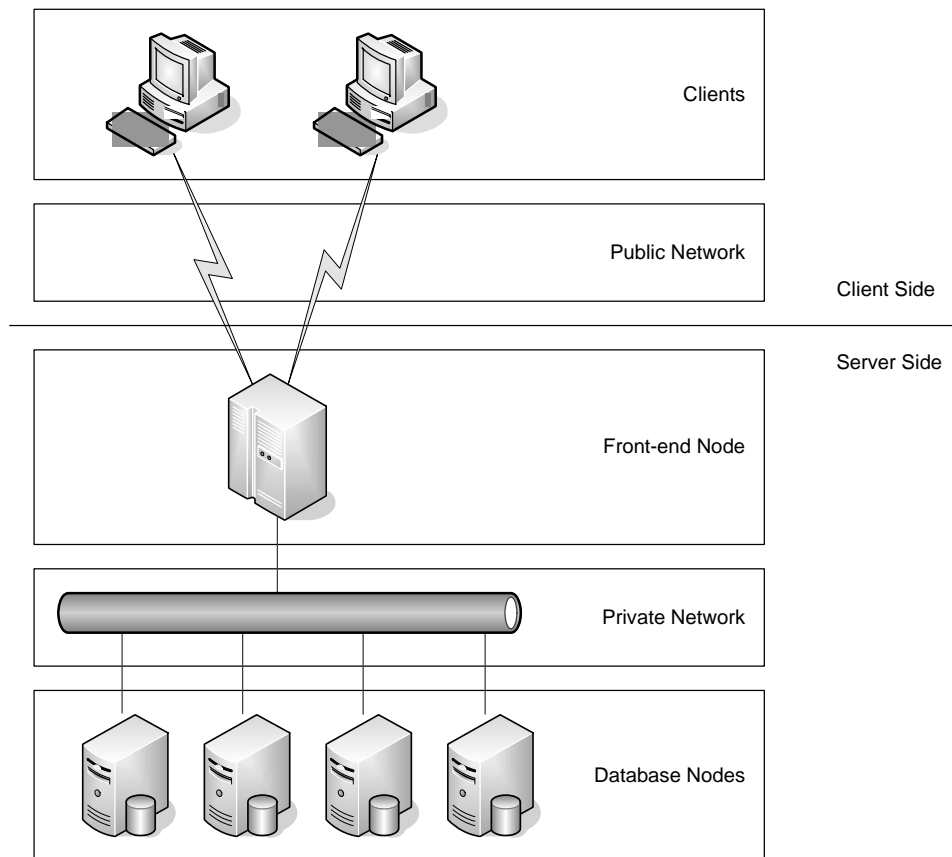 Clients
Public Network
Client Side
Server Side
Front-end Node
Private Network
Database Nodes